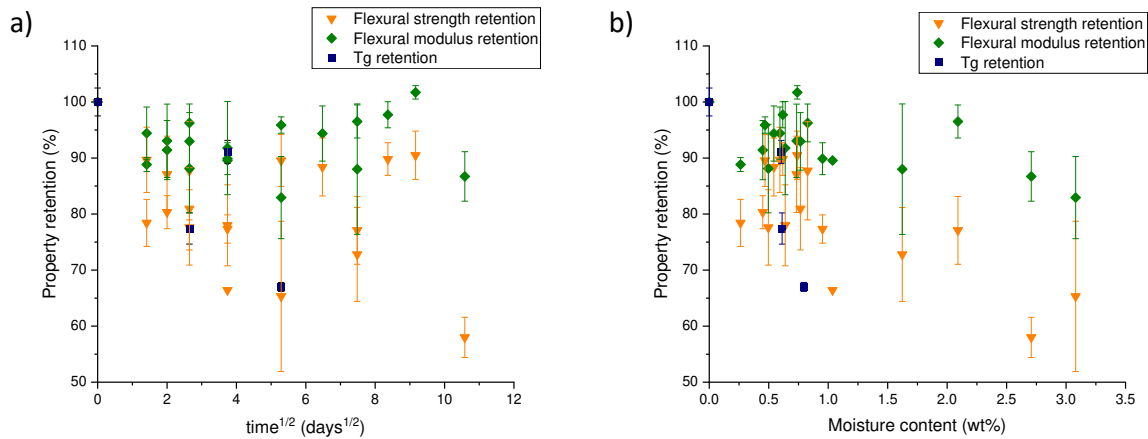 a)
Flexural strength retention
Flexural modulus retention
Tg retention
110
100
90
80
70
60
50
Property retention (%)
0 2 4 6 8 10 12
time1/2 (days1/2)
b)
Flexural strength retention
Flexural modulus retention
Tg retention
110
100
90
80
70
60
50
Property retention (%)
0.0 0.5 1.0 1.5 2.0 2.5 3.0 3.5
Moisture content (wt%)